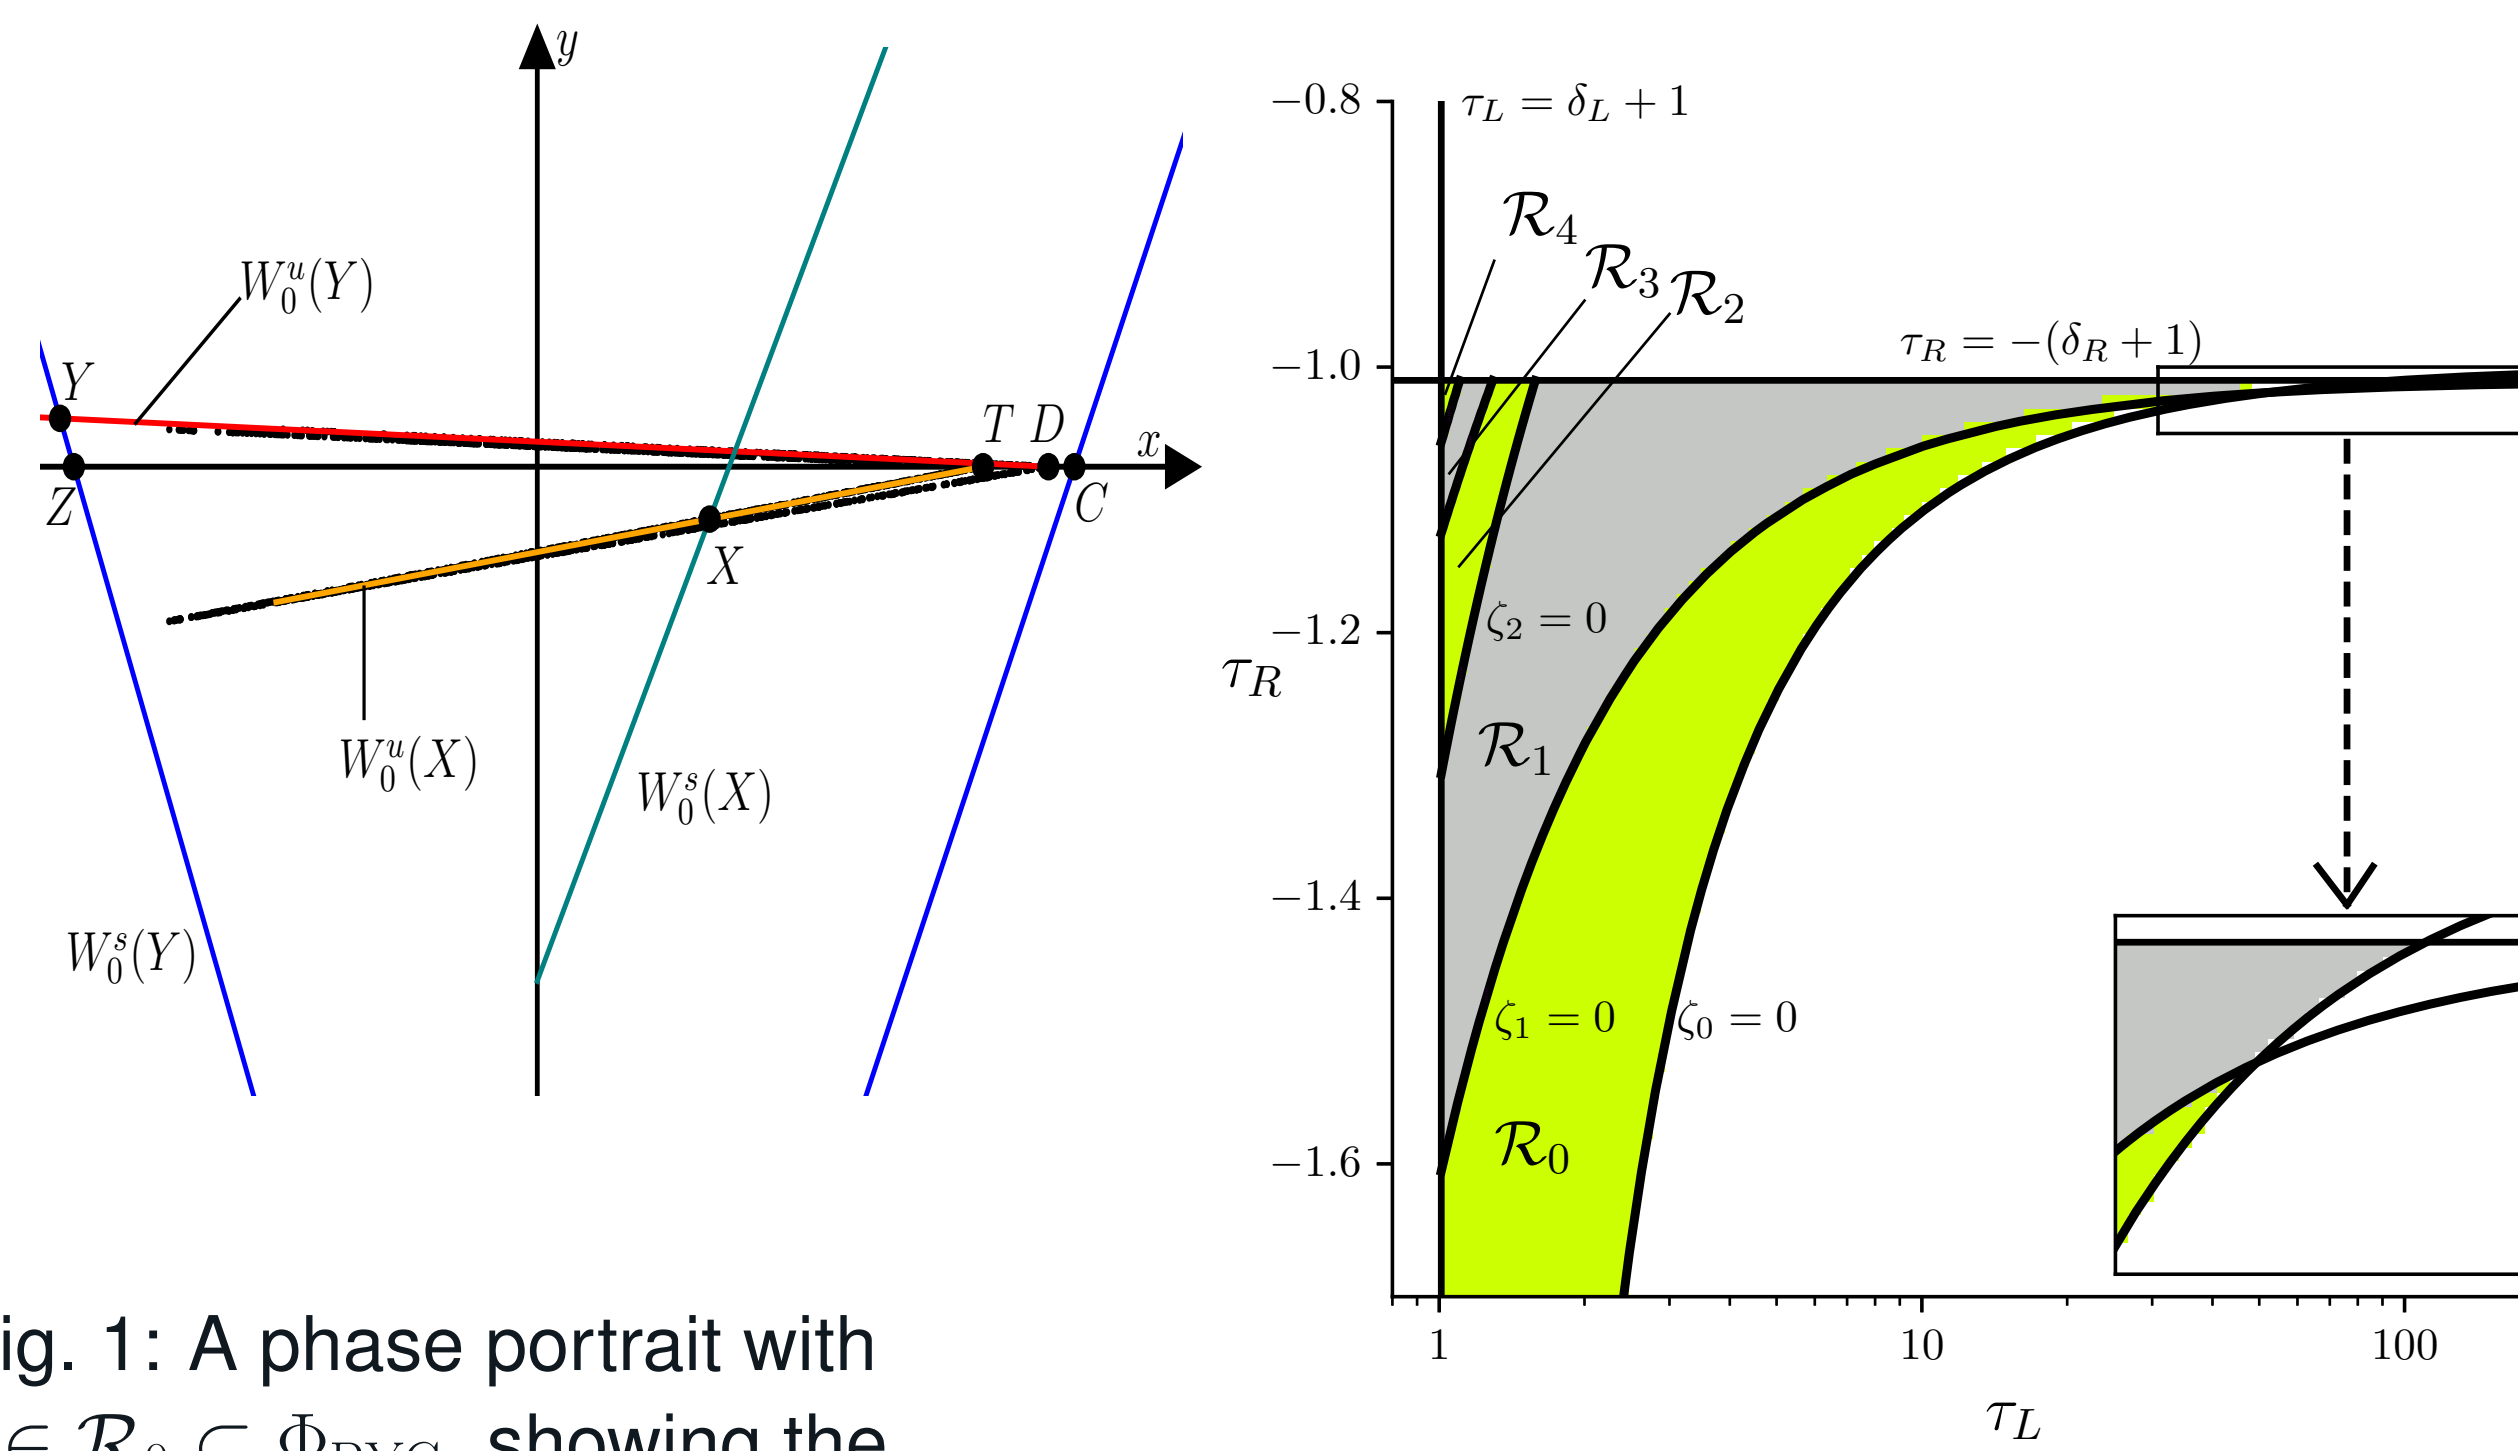 y
W_0^u(Y)
Y
T D
x
Z
C
X
W_0^u(X)
W_0^s(X)
W_0^s(Y)
ig. 1: A phase portrait with
showing the
−0.8
τ_L = δ_L + 1
ℛ_4
ℛ_3
ℛ_2
τ_R = −(δ_R + 1)
−1.0
ζ_2 = 0
−1.2
τ_R
ℛ_1
−1.4
ζ_1 = 0
ζ_0 = 0
ℛ_0
−1.6
1
10
100
τ_L